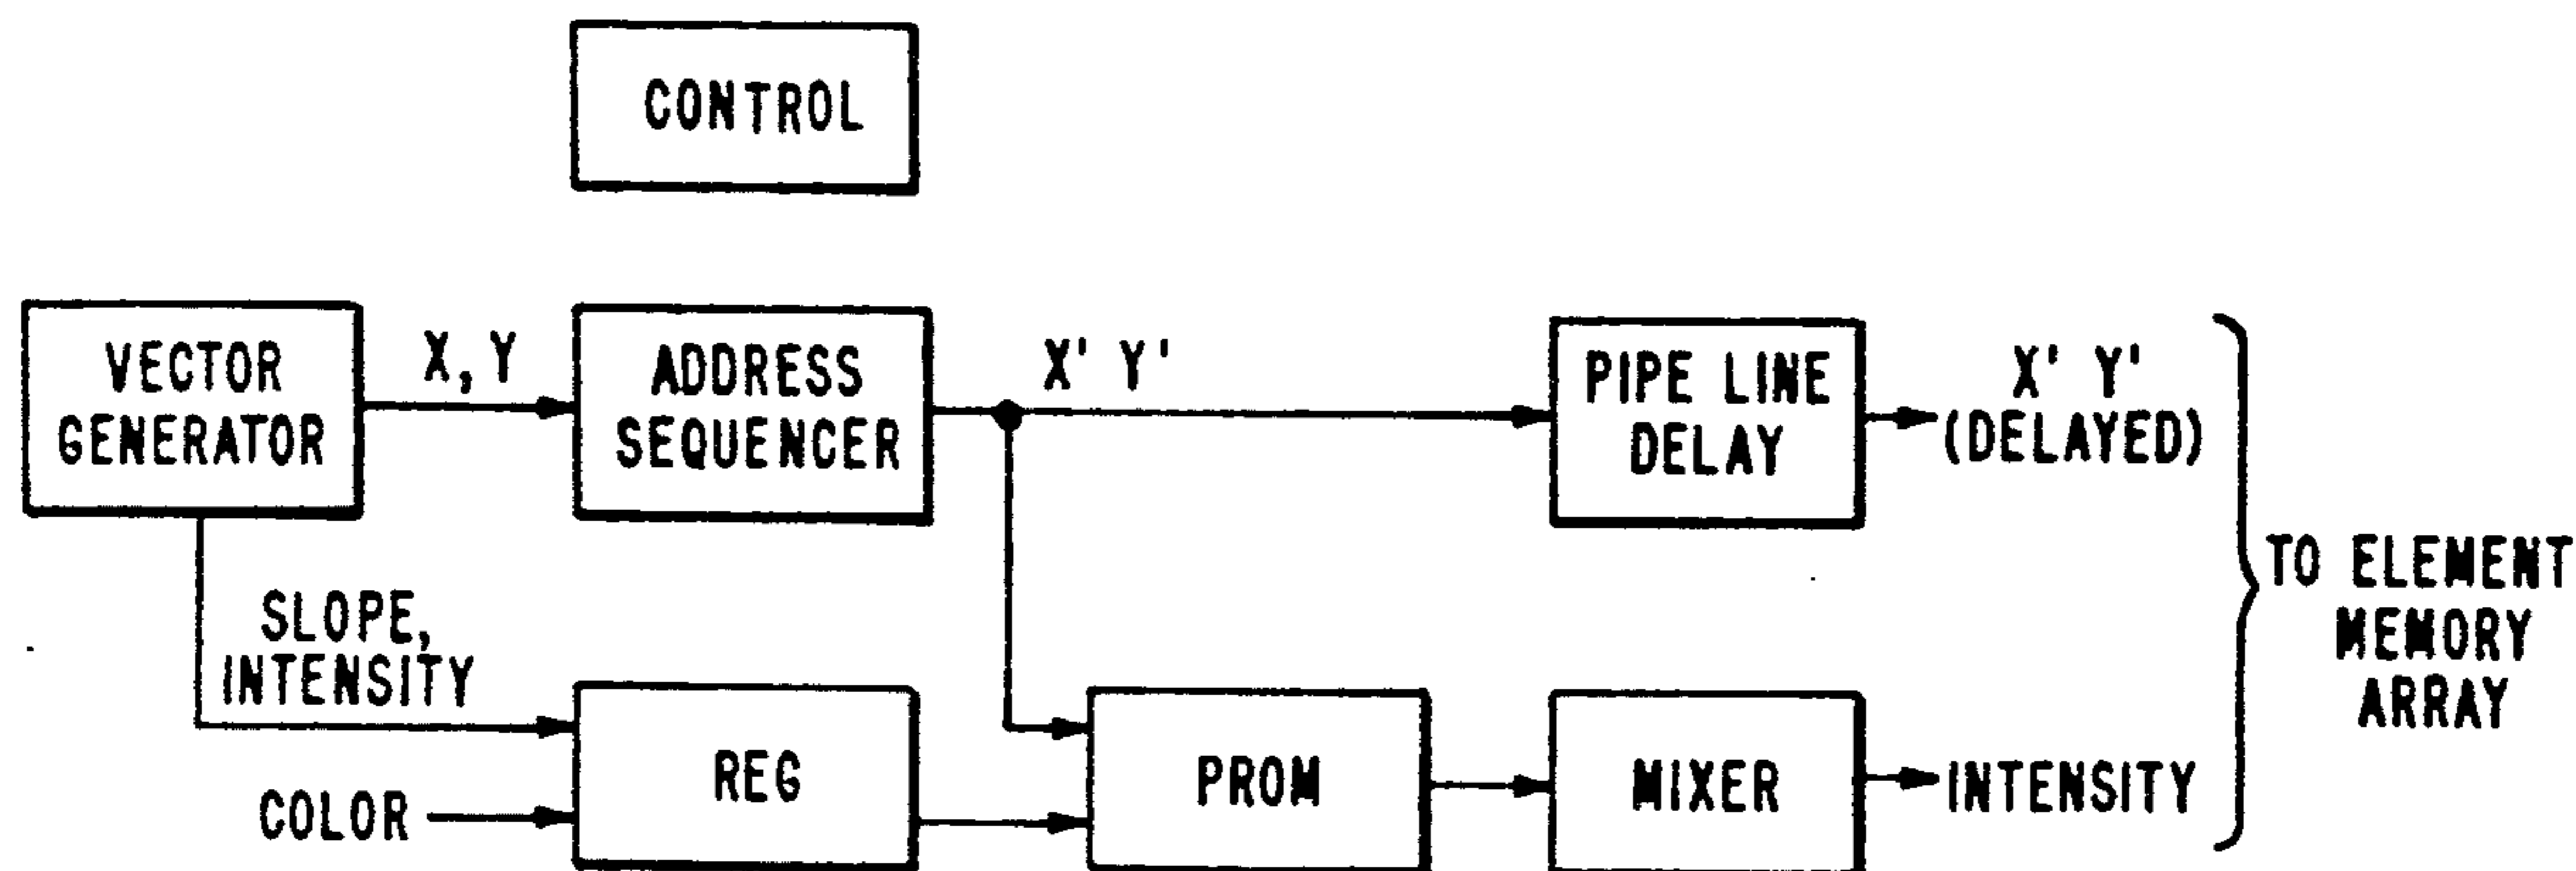 CONTROL
VECTOR
GENERATOR
X, Y
ADDRESS
SEQUENCER
X' Y'
PIPE LINE
DELAY
X' Y'
(DELAYED)
TO ELEMENT
MEMORY
ARRAY
SLOPE,
INTENSITY
COLOR
REG
PROM
MIXER
INTENSITY